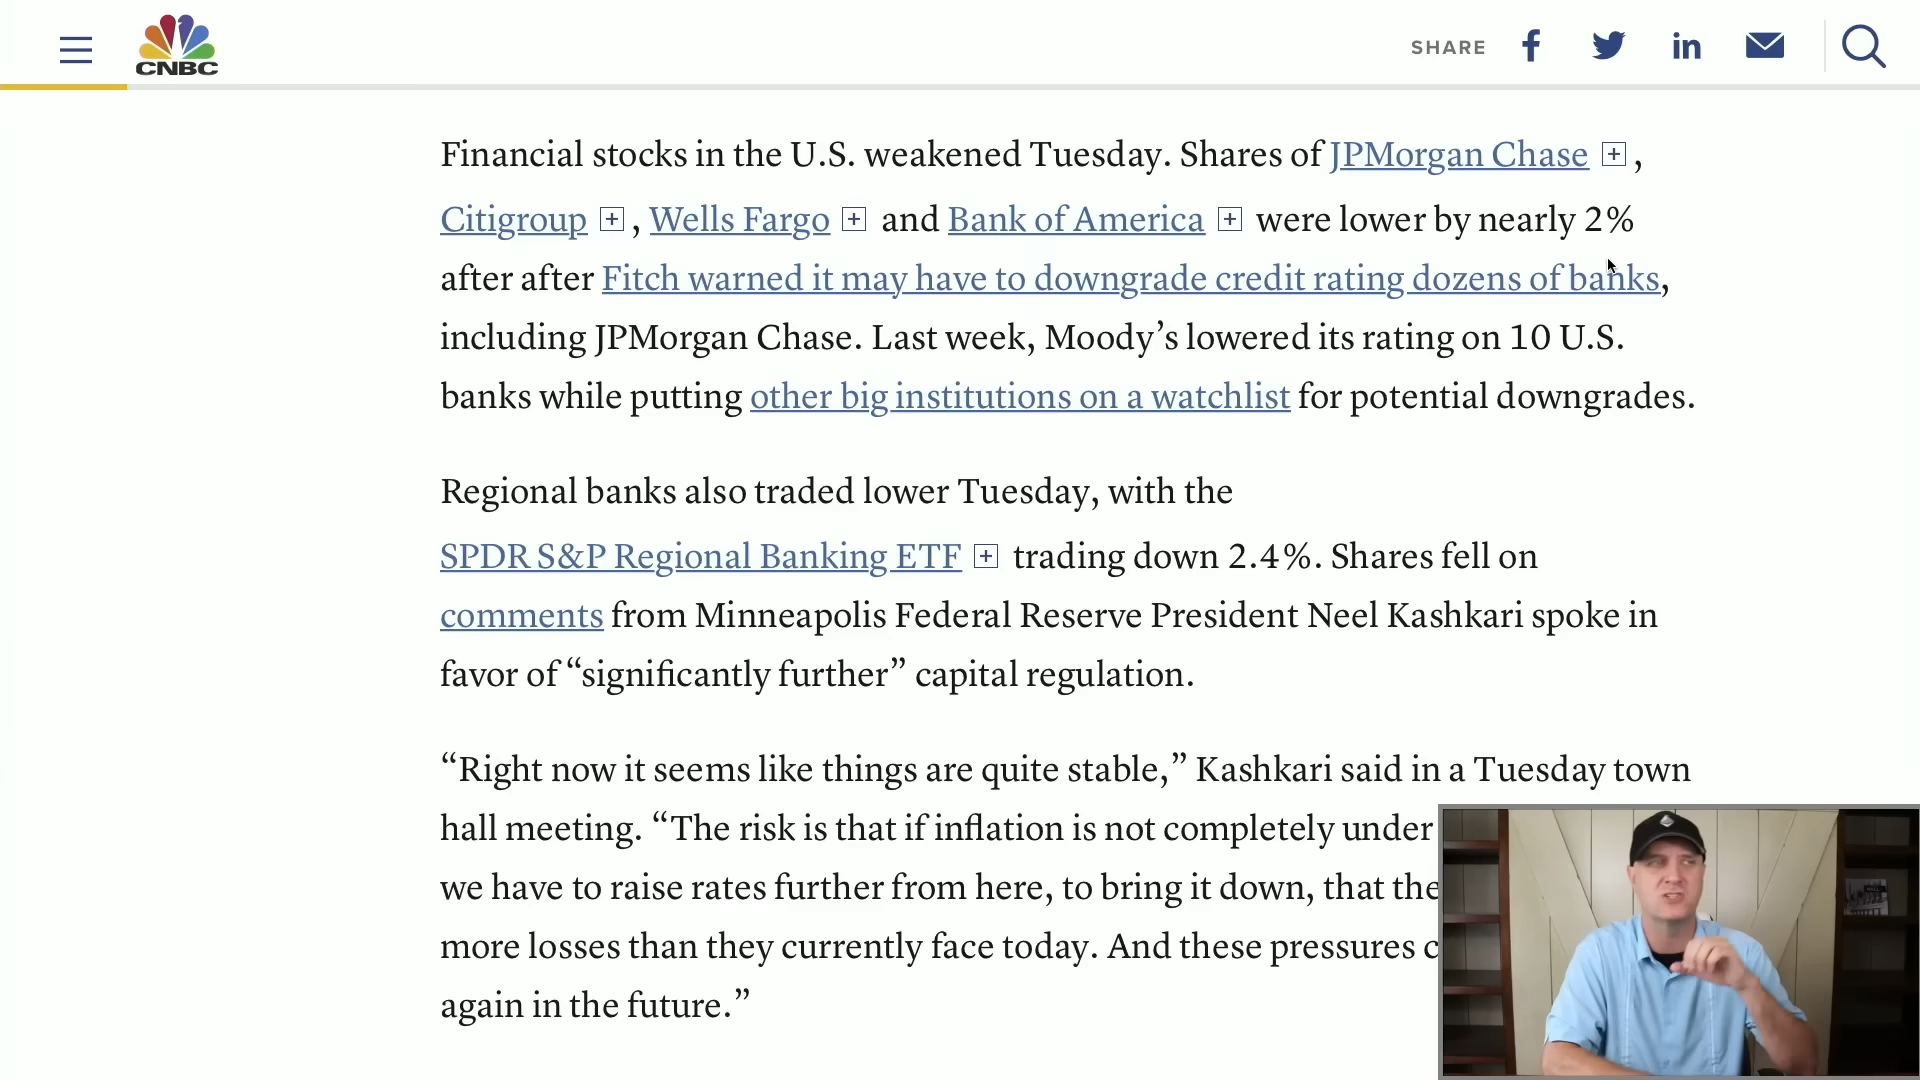 CNBC
SHARE
Financial stocks in the U.S. weakened Tuesday. Shares of JPMorgan Chase ,
Citigroup , Wells Fargo and Bank of America were lower by nearly 2%
after after Fitch warned it may have to downgrade credit rating dozens of banks,
including JPMorgan Chase. Last week, Moody’s lowered its rating on 10 U.S.
banks while putting other big institutions on a watchlist for potential downgrades.
Regional banks also traded lower Tuesday, with the
SPDR S&P Regional Banking ETF trading down 2.4%. Shares fell on
comments from Minneapolis Federal Reserve President Neel Kashkari spoke in
favor of “significantly further” capital regulation.
“Right now it seems like things are quite stable,” Kashkari said in a Tuesday town
hall meeting. “The risk is that if inflation is not completely under
we have to raise rates further from here, to bring it down, that the
more losses than they currently face today. And these pressures c
again in the future.”